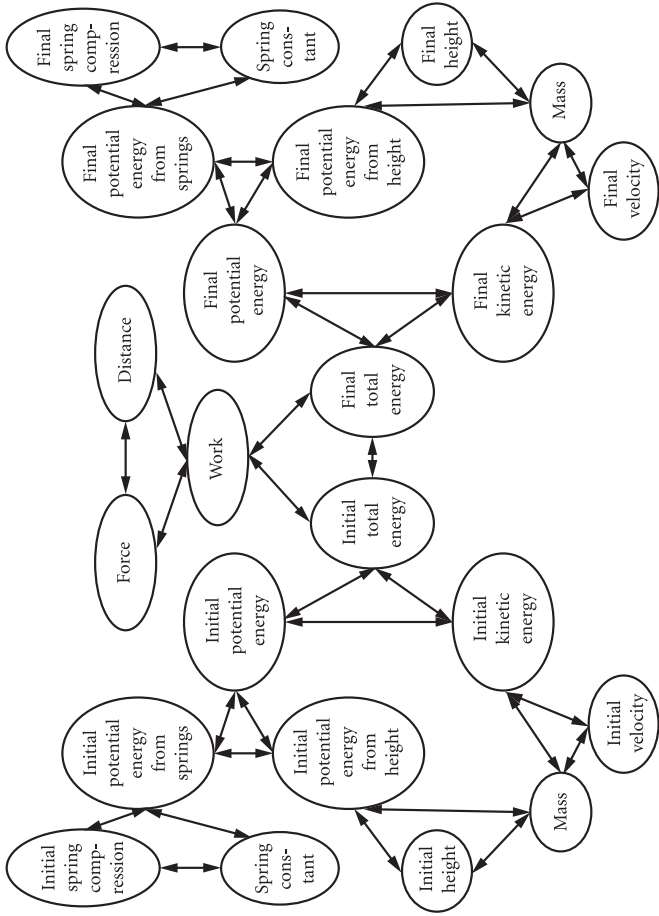 Initial
spring
comp-
ression
Spring
cons-
tant
Initial
potential
energy
from
springs
Initial
potential
energy
from
height
Initial
height
Mass
Initial
velocity
Initial
potential
energy
Initial
kinetic
energy
Initial
total
energy
Force
Work
Distance
Final
total
energy
Final
potential
energy
Final
kinetic
energy
Final
potential
energy
from
springs
Final
potential
energy
from
height
Final
spring
comp-
ression
Spring
cons-
tant
Final
height
Mass
Final
velocity